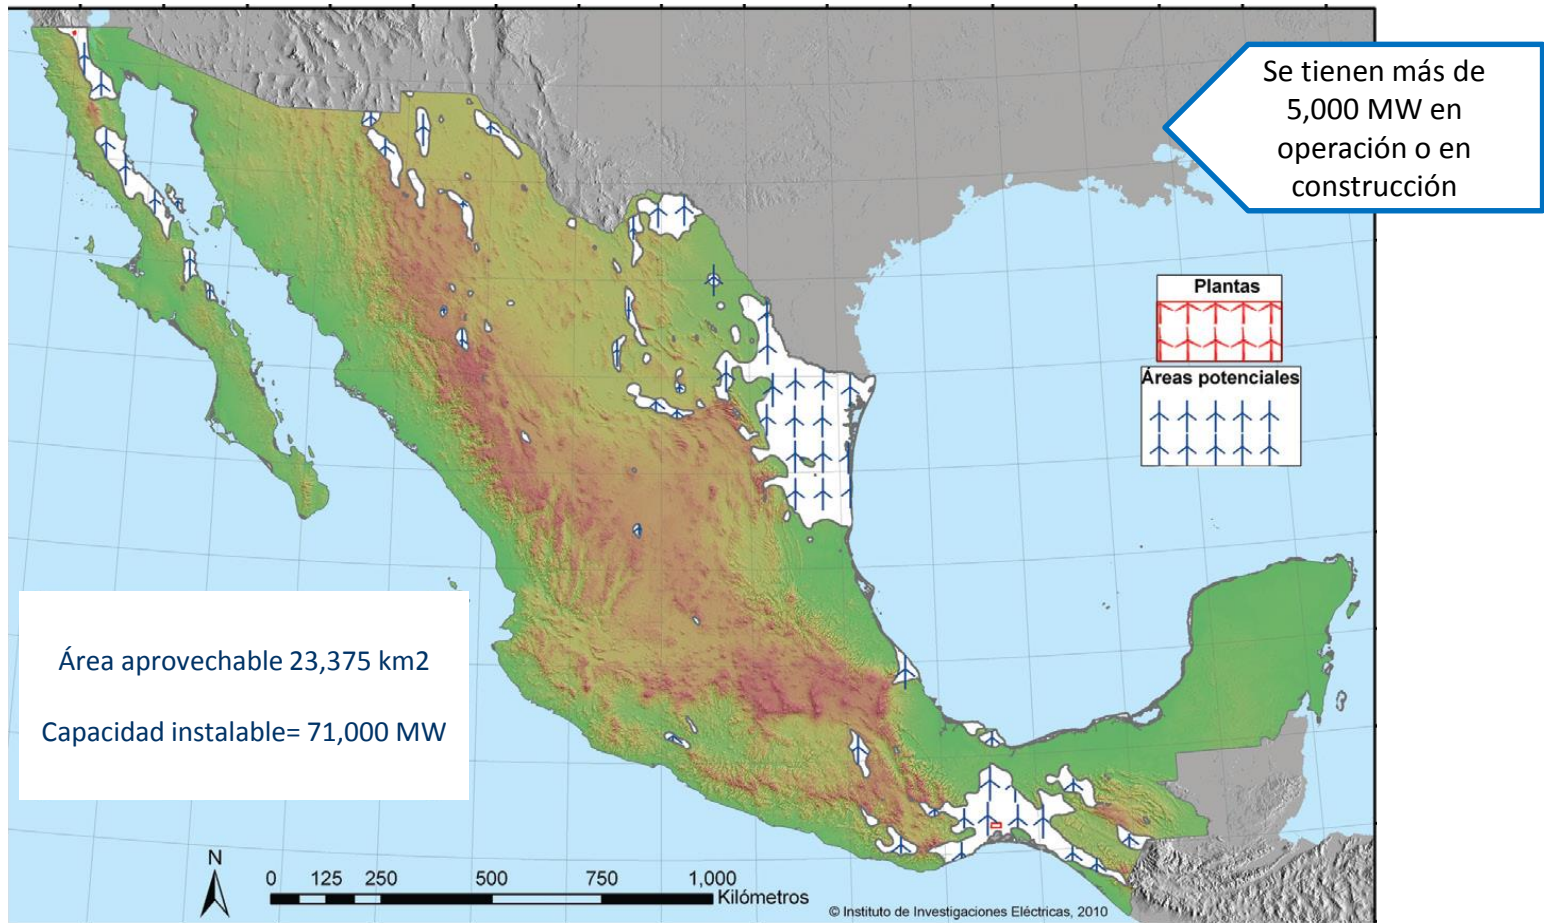 Se tienen más de
5,000 MW en
operación o en
construcción
Plantas
Áreas potenciales
Área aprovechable 23,375 km2
Capacidad instalable= 71,000 MW
N
0 125 250 500 750 1,000
Kilómetros
© Instituto de Investigaciones Eléctricas, 2010